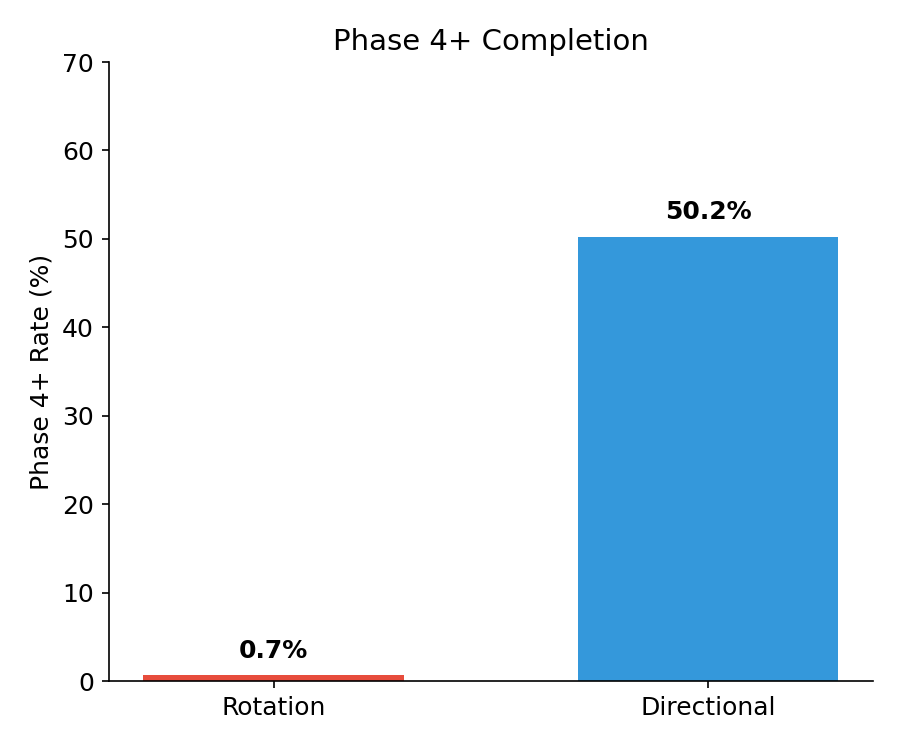 Phase 4+ Completion
Phase 4+ Rate (%)
70
60
50
40
30
20
10
0
0.7%
50.2%
Rotation
Directional